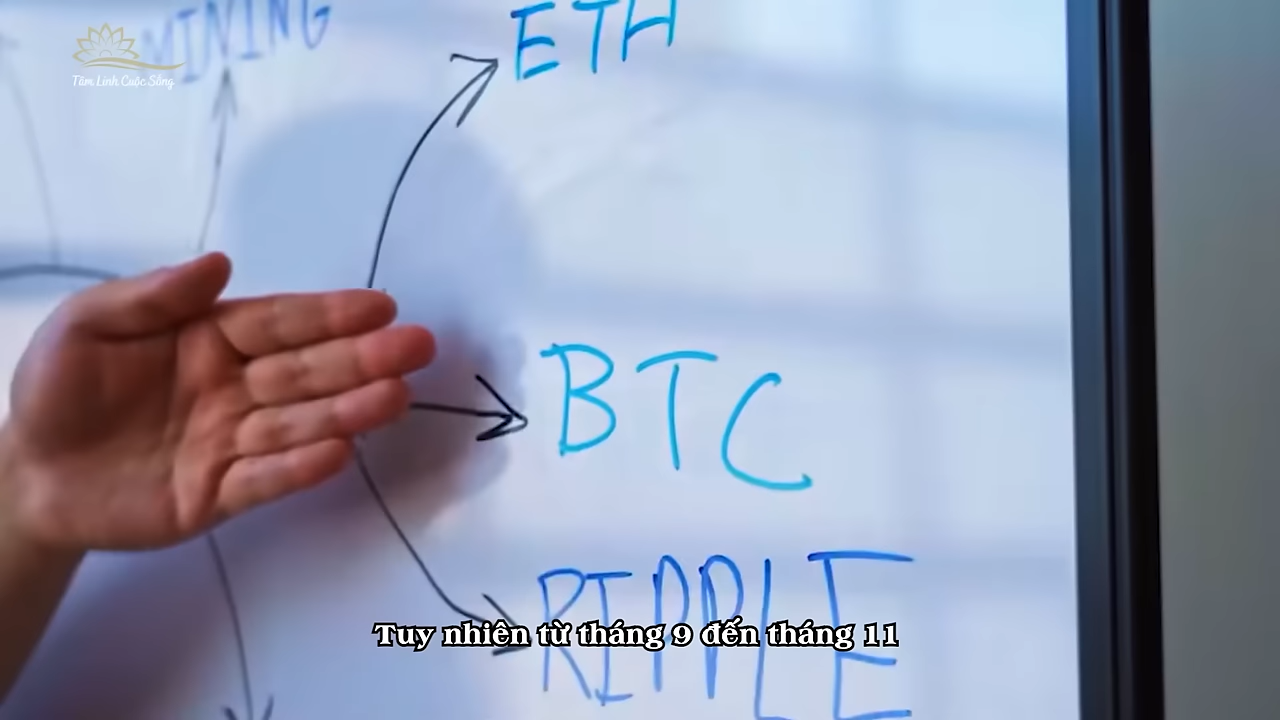 MINING
Tâm Linh Cuộc Sống
ETH
BTC
RIPPLE
Tuy nhiên từ tháng 9 đến tháng 11